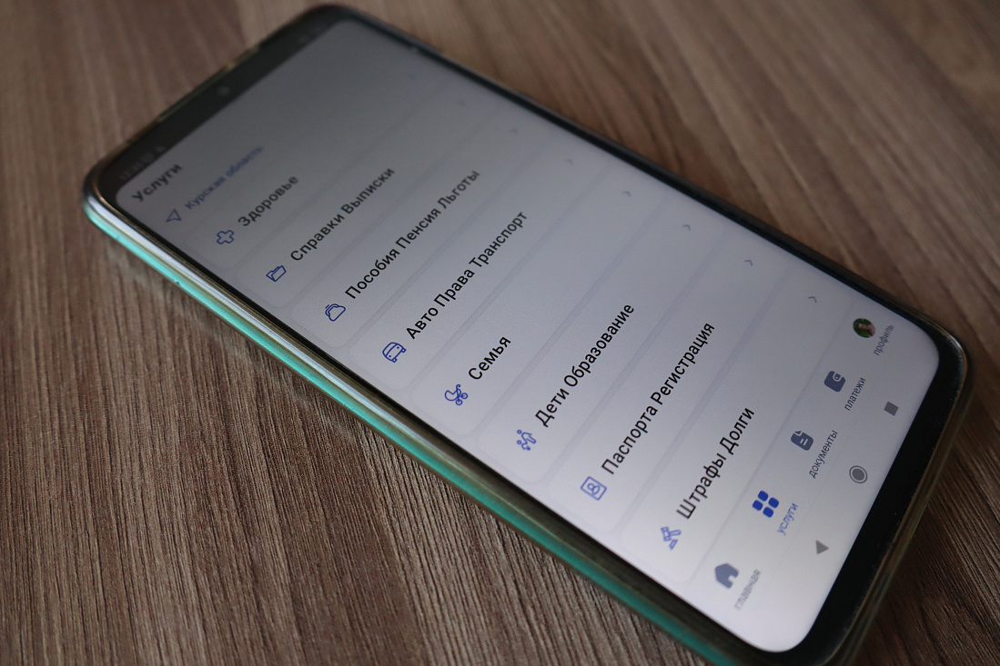 Услуги
Курская область
Здоровье
Справки Выписки
Пособия Пенсия Льготы
Авто Права Транспорт
Семья
Дети Образование
Паспорта Регистрация
Штрафы Долги
главная
услуги
документы
платежи
профиль